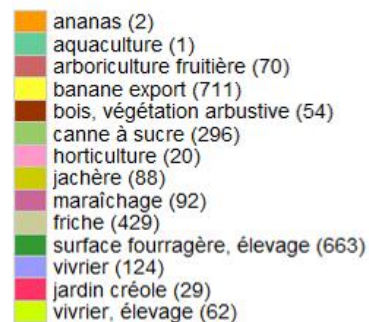 ananas (2)
aquaculture (1)
arboriculture fruitière (70)
banane export (711)
bois, végétation arbustive (54)
canne à sucre (296)
horticulture (20)
jachère (88)
maraîchage (92)
friche (429)
surface fourragère, élevage (663)
vivrier (124)
jardin créole (29)
vivrier, élevage (62)